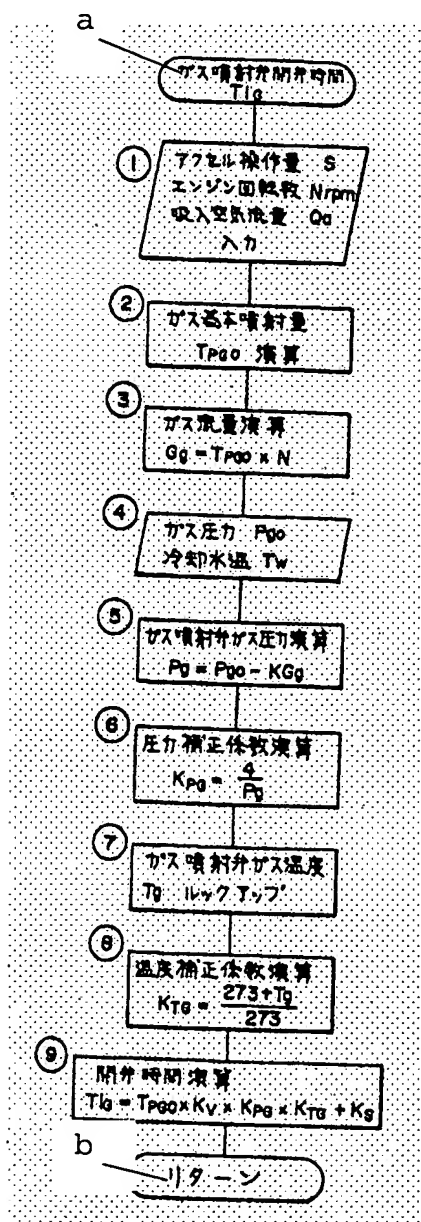 a
ガス噴射弁開弁時間
TIG
①
アクセル操作量 S
エンジン回転数 Nrpm
吸入空気流量 Qa
入力
②
ガス基本噴射量
TPGO 演算
③
ガス流量演算
Gg = TPGO × N
④
ガス圧力 Pgo
冷却水温 Tw
⑤
ガス噴射弁ガス圧力演算
Pg = Pgo - KGg
⑥
圧力補正係数演算
KPG = 4/Pg
⑦
ガス噴射弁ガス温度
Tg ルックアップ
⑧
温度補正係数演算
KTG = 273+Tg/273
⑨
開弁時間演算
TIG = TPGO × KV × KPG × KTG + KS
b
リターン